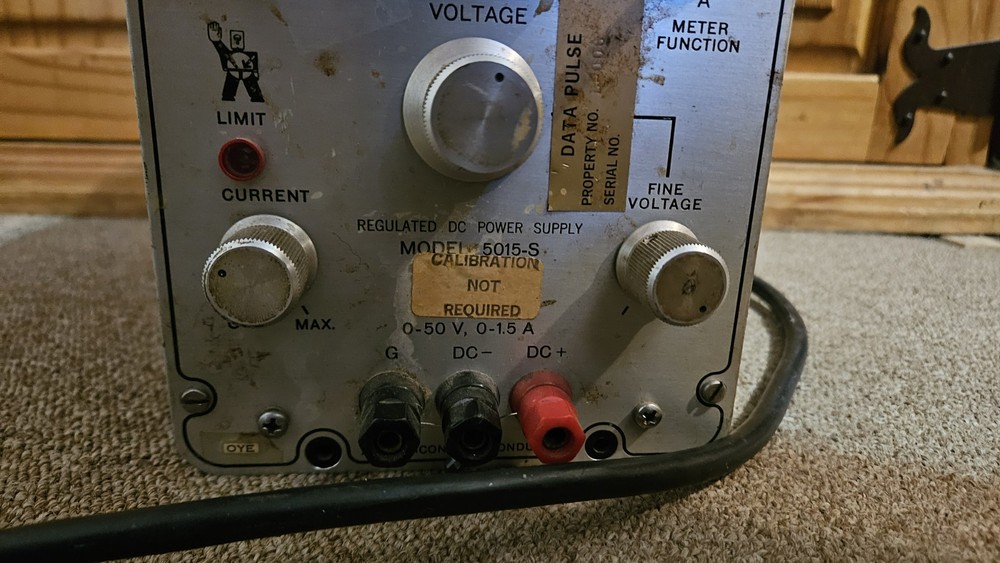 VOLTAGE
A
METER
FUNCTION
LIMIT
CURRENT
DATA PULSE
PROPERTY NO.
SERIAL NO.
FINE
VOLTAGE
REGULATED DC POWER SUPPLY
MODEL 5015-S
CALIBRATION
NOT
REQUIRED
MAX.
0-50 V, 0-1.5 A
G
DC-
DC+
OYE